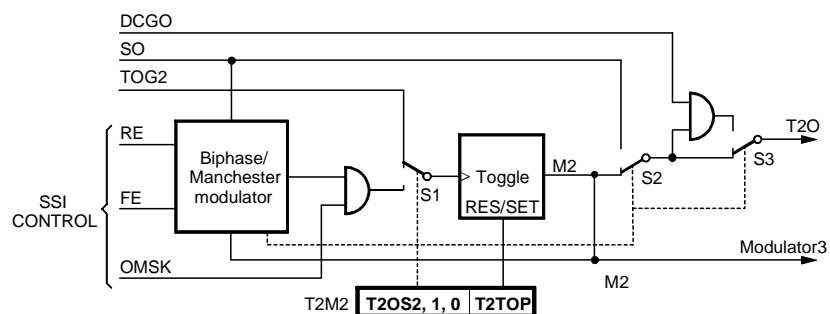 DCGO
SO
TOG2
RE
Biphase/
Manchester
modulator
SSI
CONTROL
FE
OMSK
S1
Toggle
RES/SET
M2
S2
S3
T2O
Modulator3
M2
T2M2
T2OS2, 1, 0
T2TOP